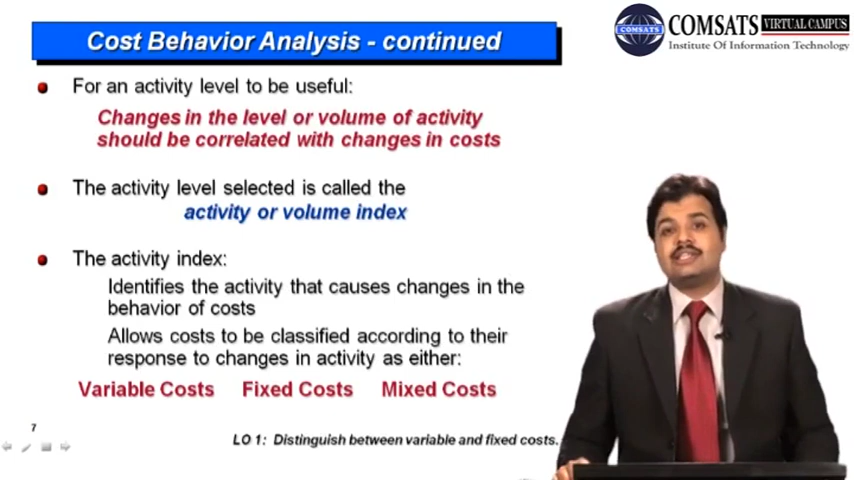 Cost Behavior Analysis - continued
COMSATS
COMSATS VIRTUAL CAMPUS
Institute Of Information Technology
For an activity level to be useful:
Changes in the level or volume of activity
should be correlated with changes in costs
The activity level selected is called the
activity or volume index
The activity index:
Identifies the activity that causes changes in the
behavior of costs
Allows costs to be classified according to their
response to changes in activity as either:
Variable Costs Fixed Costs Mixed Costs
7
LO 1: Distinguish between variable and fixed costs.